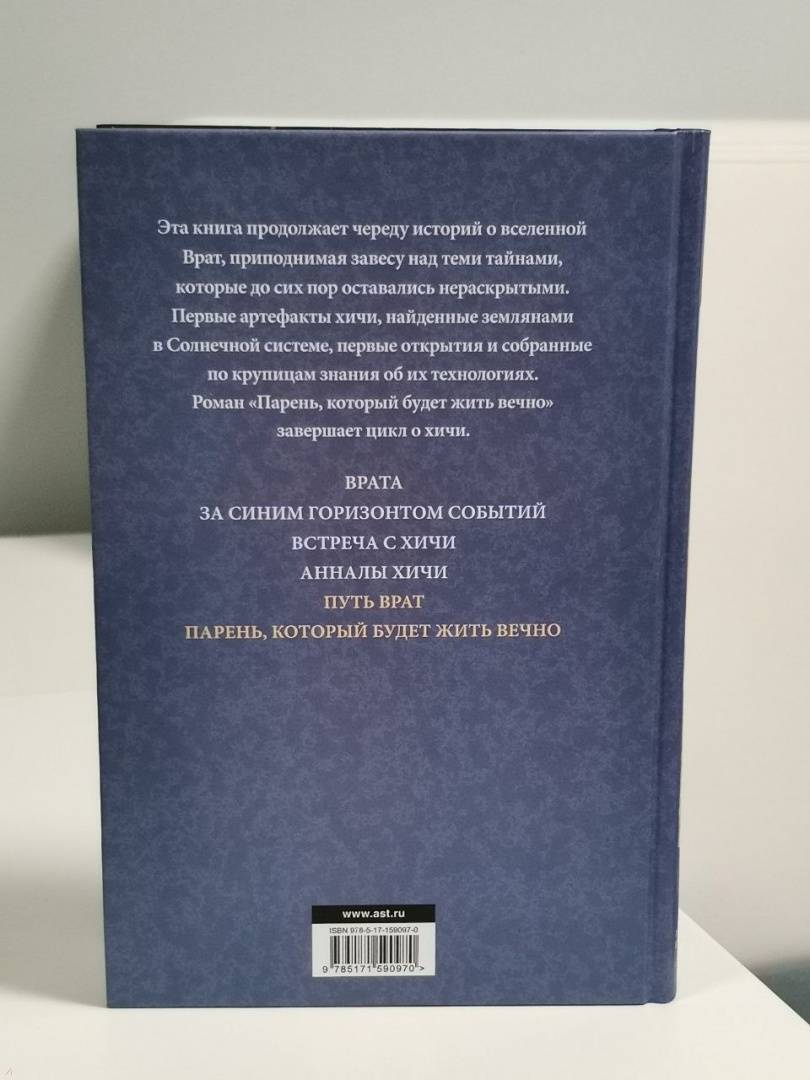 Эта книга продолжает череду историй о вселенной
Врат, приподнимая завесу над теми тайнами,
которые до сих пор оставались нераскрытыми.
Первые артефакты хичи, найденные землянами
в Солнечной системе, первые открытия и собранные
по крупицам знания об их технологиях.
Роман «Парень, который будет жить вечно»
завершает цикл о хичи.
ВРАТА
ЗА СИНИМ ГОРИЗОНТОМ СОБЫТИЙ
ВСТРЕЧА С ХИЧИ
АННАЛЫ ХИЧИ
ПУТЬ ВРАТ
ПАРЕНЬ, КОТОРЫЙ БУДЕТ ЖИТЬ ВЕЧНО
www.ast.ru
ISBN 978-5-17-159097-0
9 785171 590970 >